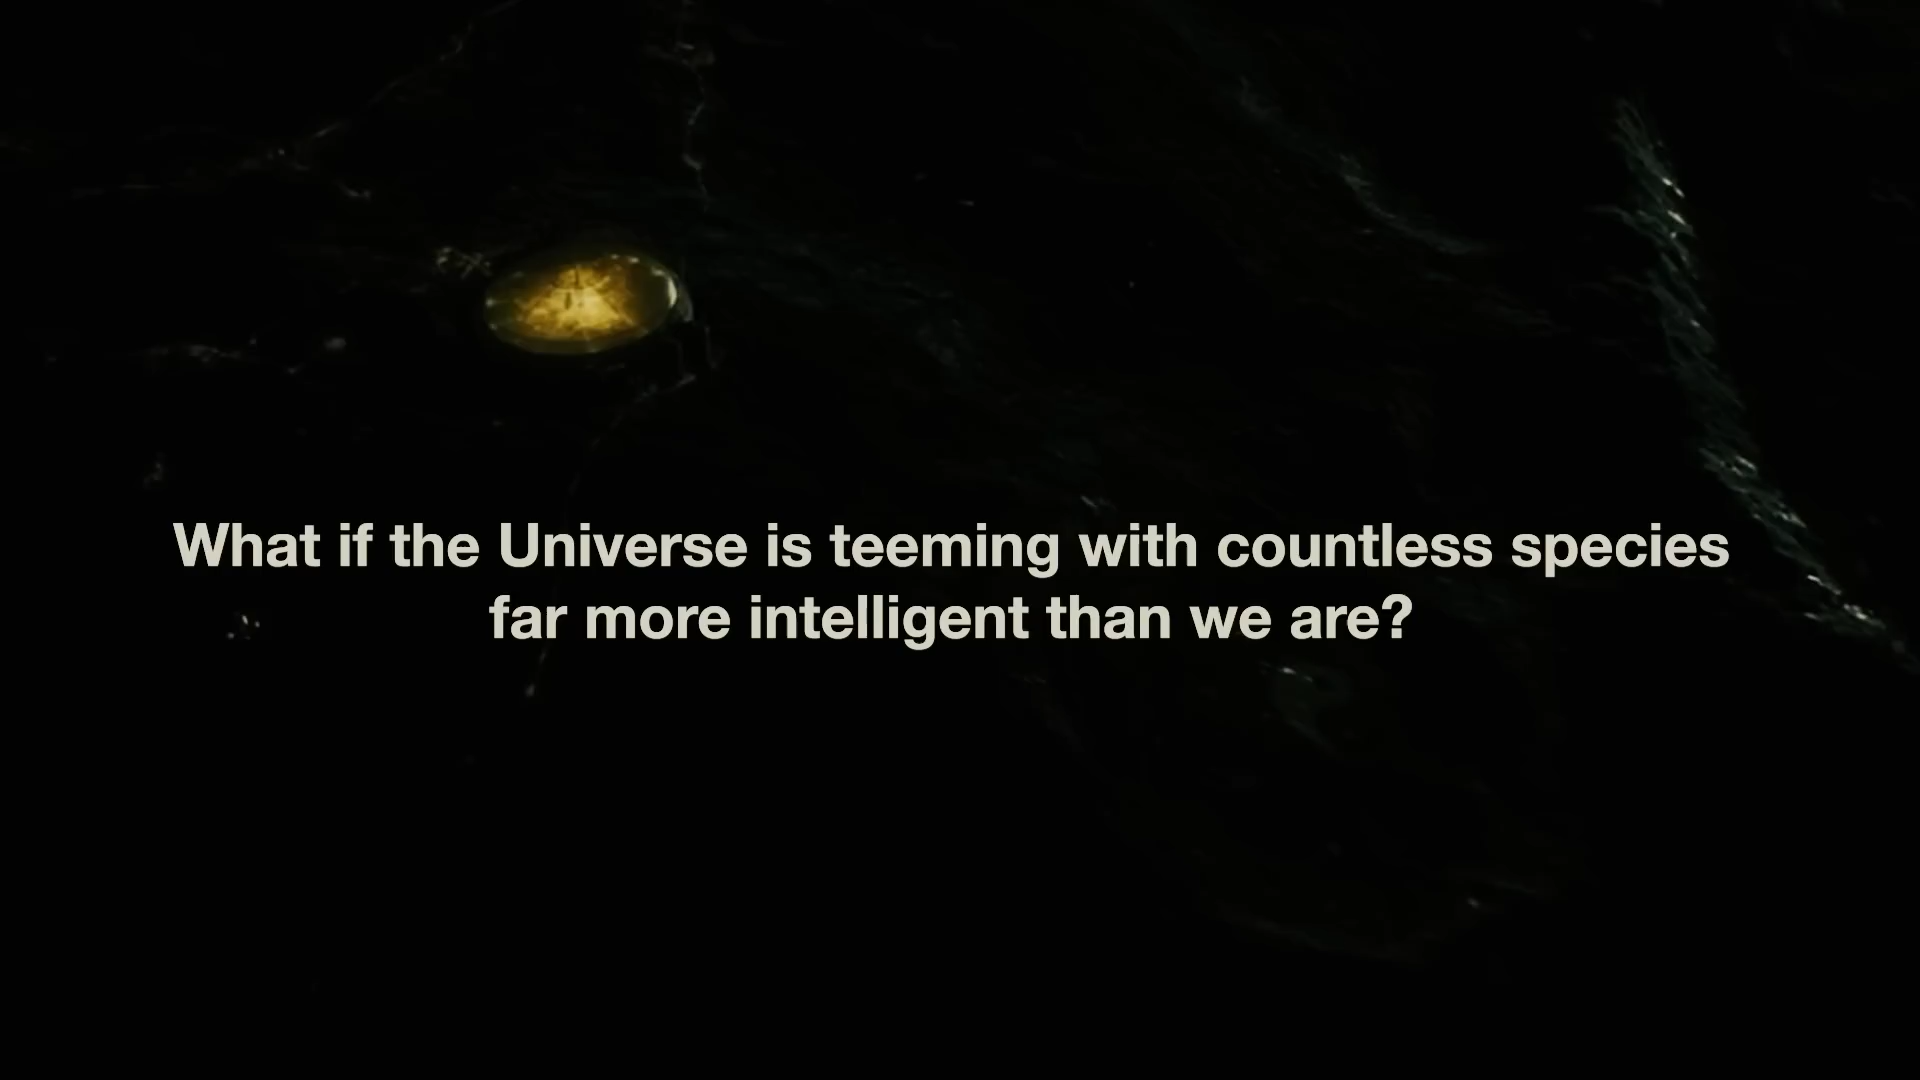 What if the Universe is teeming with countless species
far more intelligent than we are?